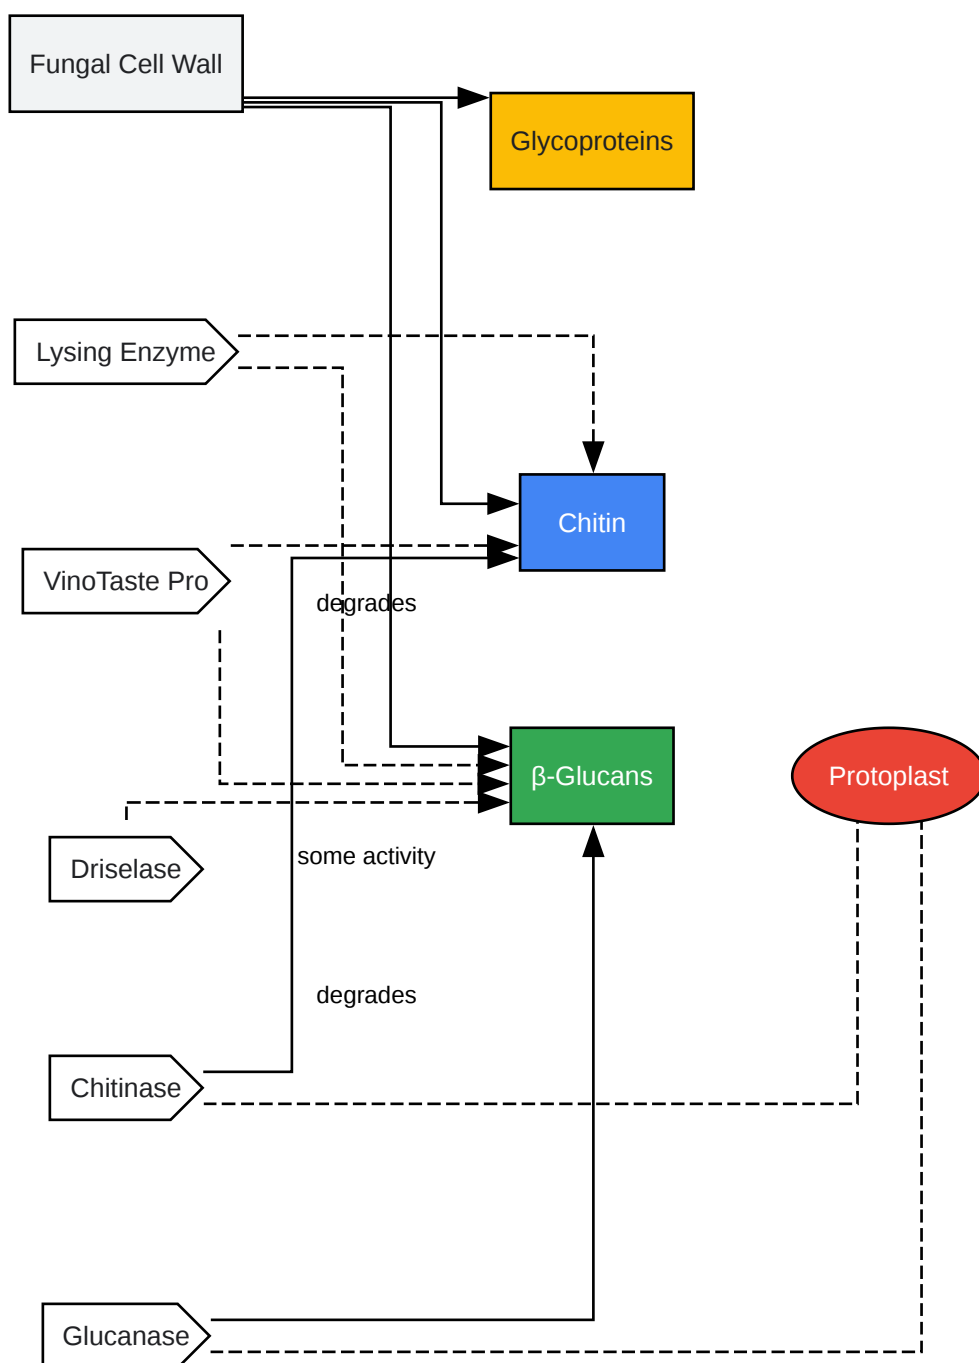 Fungal Cell Wall
Glycoproteins
Lysing Enzyme
Chitin
VinoTaste Pro
degrades
β-Glucans
Protoplast
some activity
Driselase
degrades
Chitinase
Glucanase